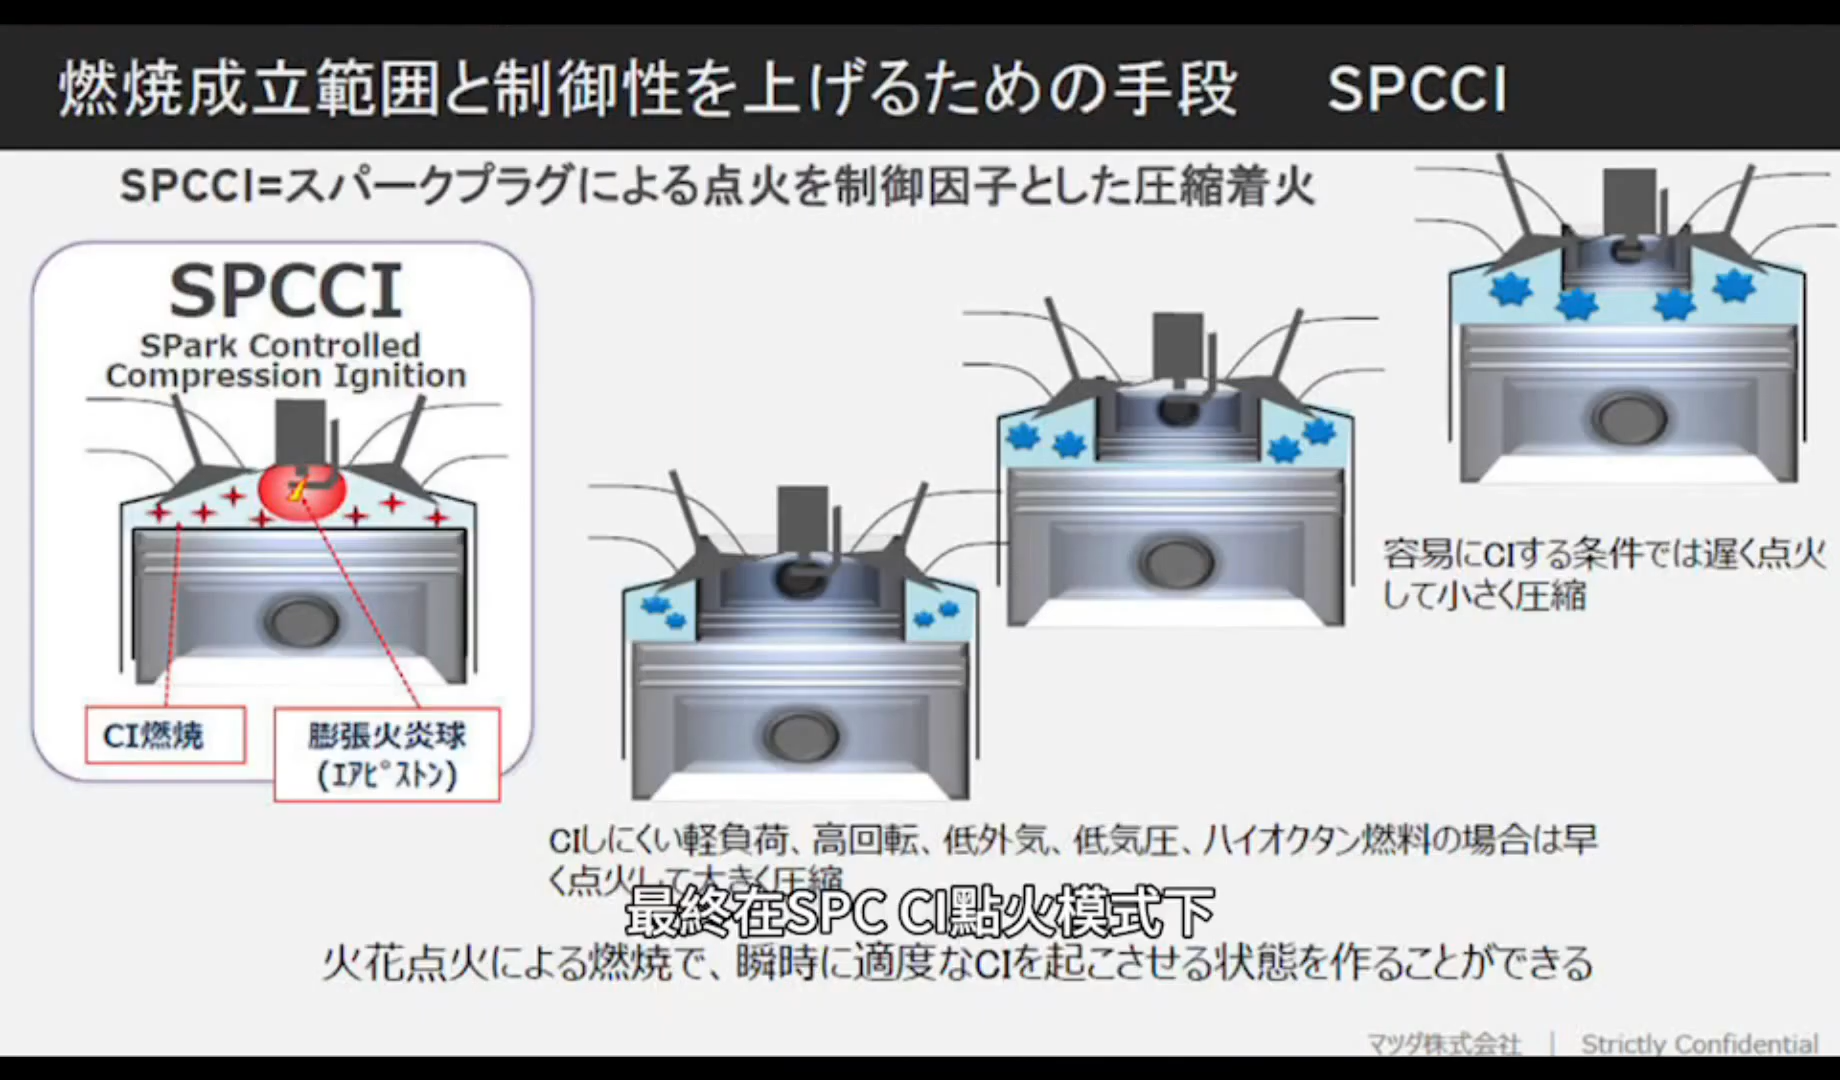 燃焼成立範囲と制御性を上げるための手段 SPCCI
SPCCI=スパークプラグによる点火を制御因子とした圧縮着火
SPCCI
SPark Controlled
Compression Ignition
CI燃焼
膨張火炎球
(ｴｱﾋﾟｽﾄﾝ)
容易にCIする条件では遅く点火
して小さく圧縮
CIしにくい軽負荷、高回転、低外気、低気圧、ハイオクタン燃料の場合は早
く点火して大きく圧縮
最終在SPC CI點火模式下
火花点火による燃焼で、瞬時に適度なCIを起こさせる状態を作ることができる
マツダ株式会社 | Strictly Confidential